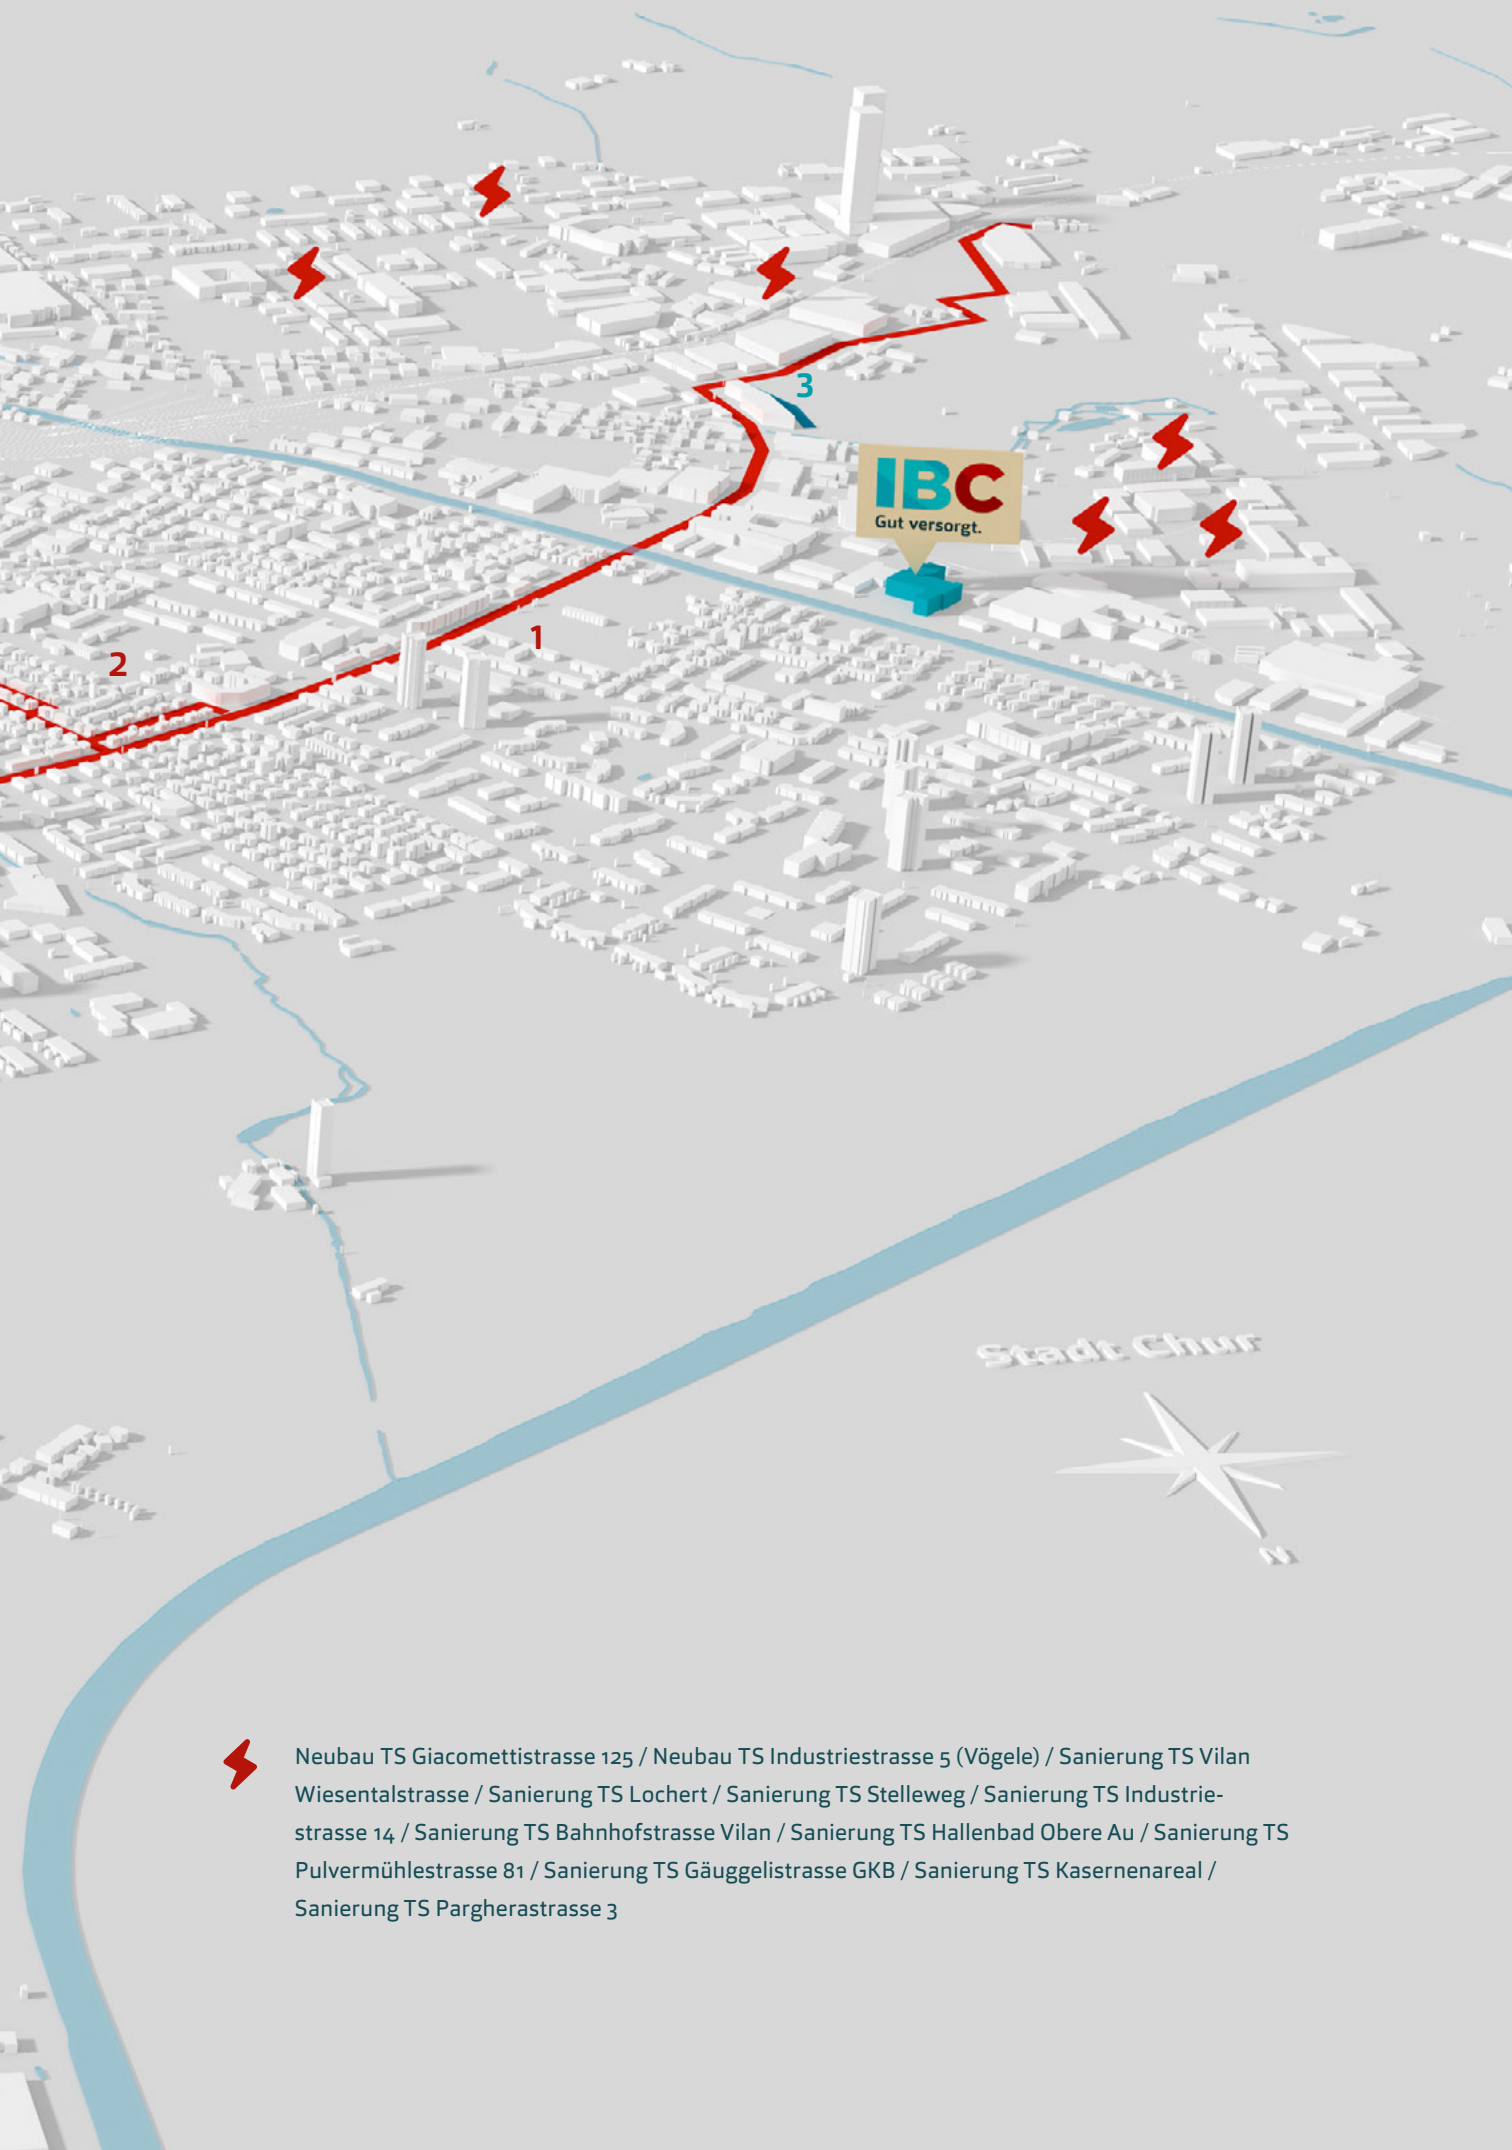 3
IBC
Gut versorgt.
1
2
Stadt Chur
N
Neubau TS Giacomettistrasse 125 / Neubau TS Industriestrasse 5 (Vögele) / Sanierung TS Vilan
Wiesentalstrasse / Sanierung TS Lochert / Sanierung TS Stelleweg / Sanierung TS Industrie-
strasse 14 / Sanierung TS Bahnhofstrasse Vilan / Sanierung TS Hallenbad Obere Au / Sanierung TS
Pulvermühlestrasse 81 / Sanierung TS Gäuggelistrasse GKB / Sanierung TS Kasernenareal /
Sanierung TS Pargherastrasse 3